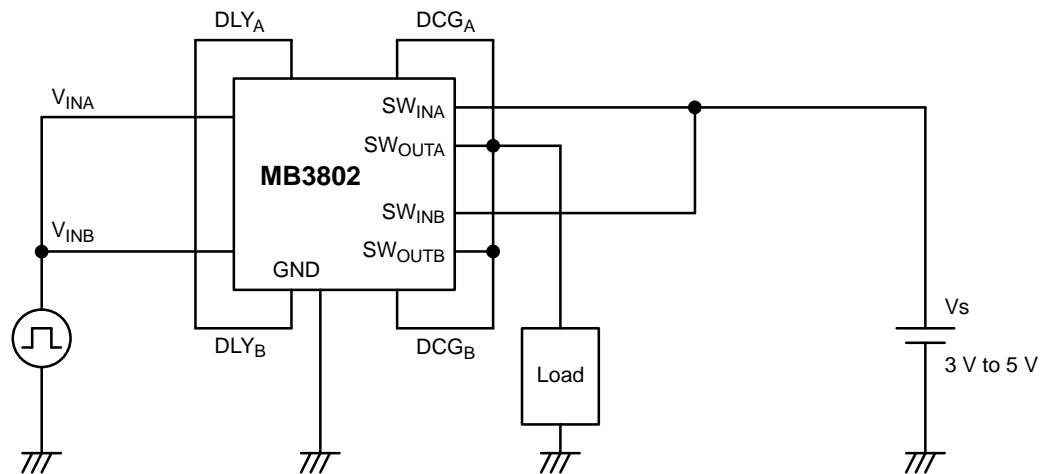 DLYA
DCGA
VINA
SWINA
SWOUTA
MB3802
SWINB
VINB
SWOUTB
GND
Vs
DLYB
DCGB
Load
3 V to 5 V